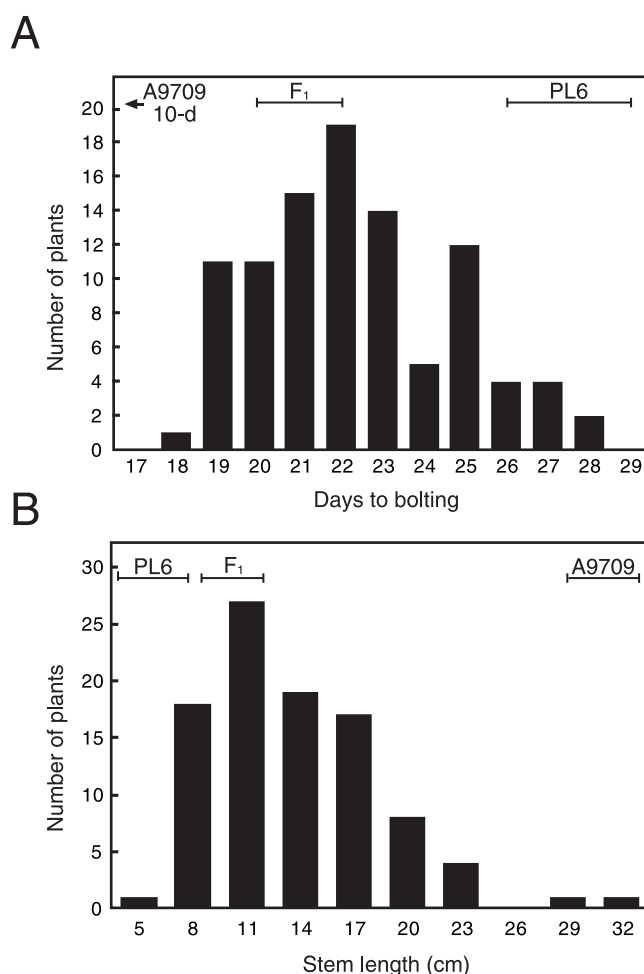 A
A9709
10-d
F₁
PL6
20
18
16
14
12
10
8
6
4
2
0
Number of plants
17 18 19 20 21 22 23 24 25 26 27 28 29
Days to bolting
B
PL6 F₁ A9709
30
25
20
15
10
5
0
Number of plants
5 8 11 14 17 20 23 26 29 32
Stem length (cm)